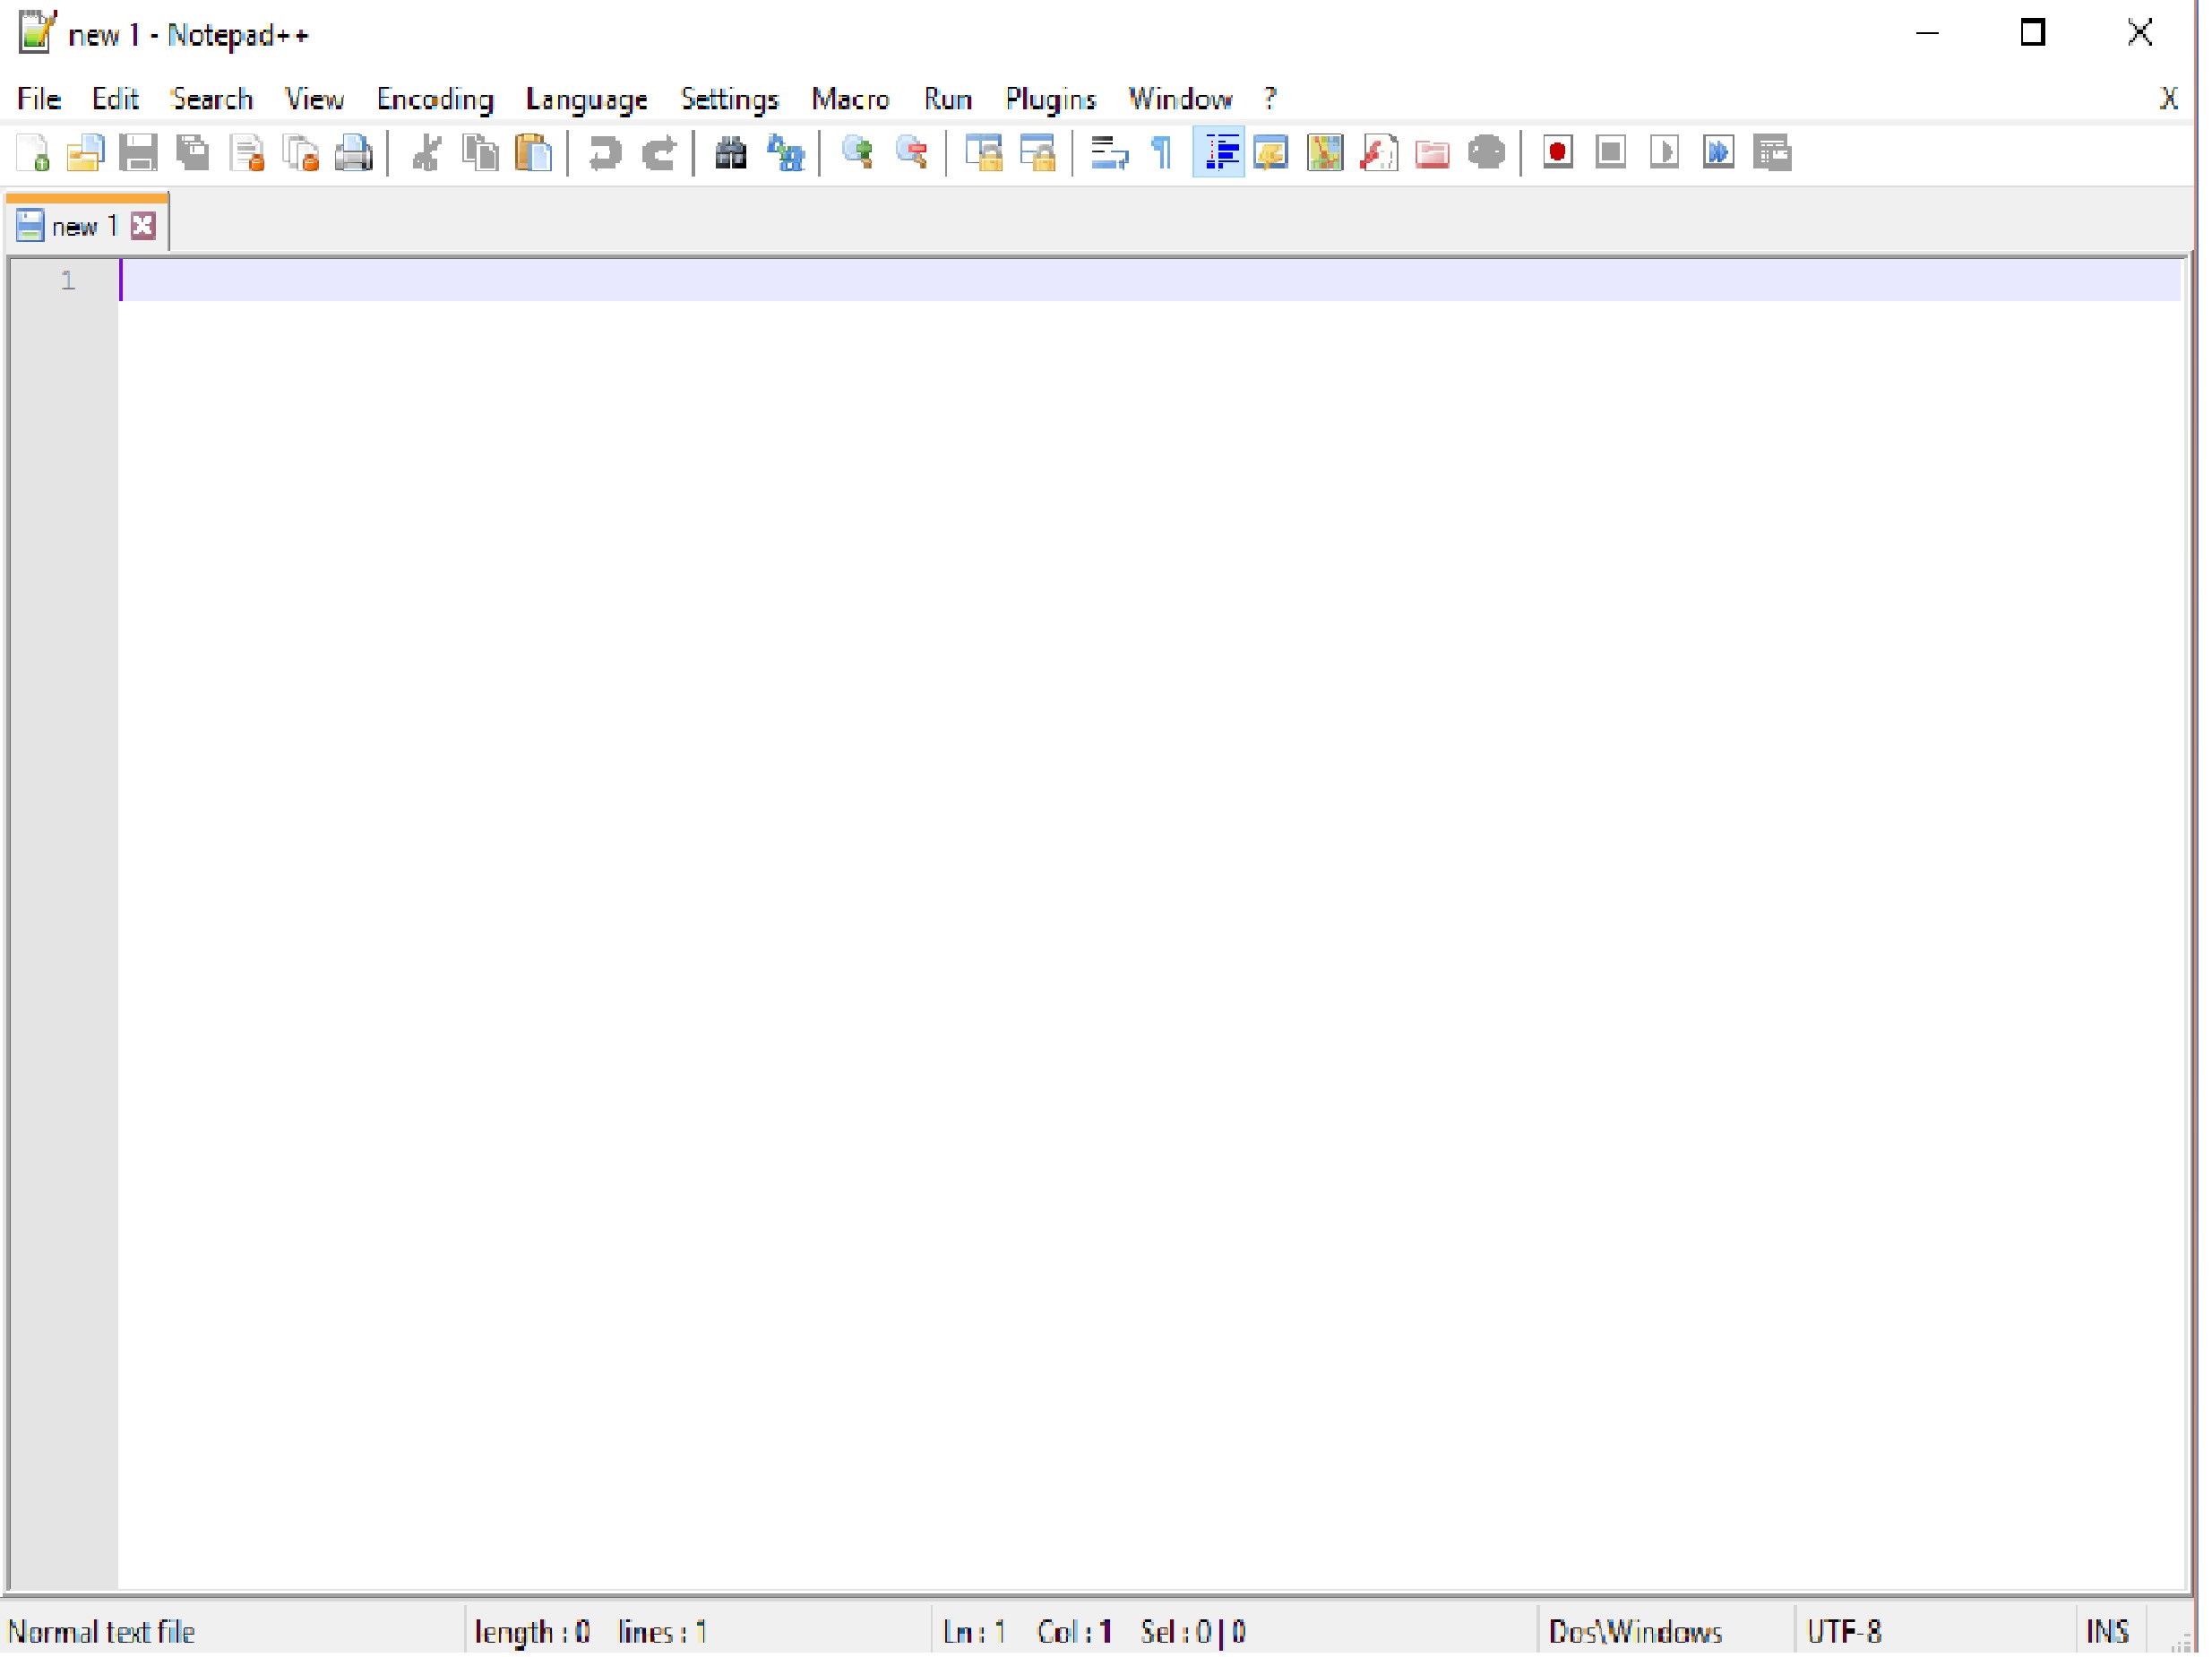 new 1 - Notepad++
File Edit Search View Encoding Language Settings Macro Run Plugins Window ? X
new 1
1
Normal text file length : 0 lines : 1 Ln : 1 Col : 1 Sel : 0 | 0 Dos\Windows UTF-8 INS